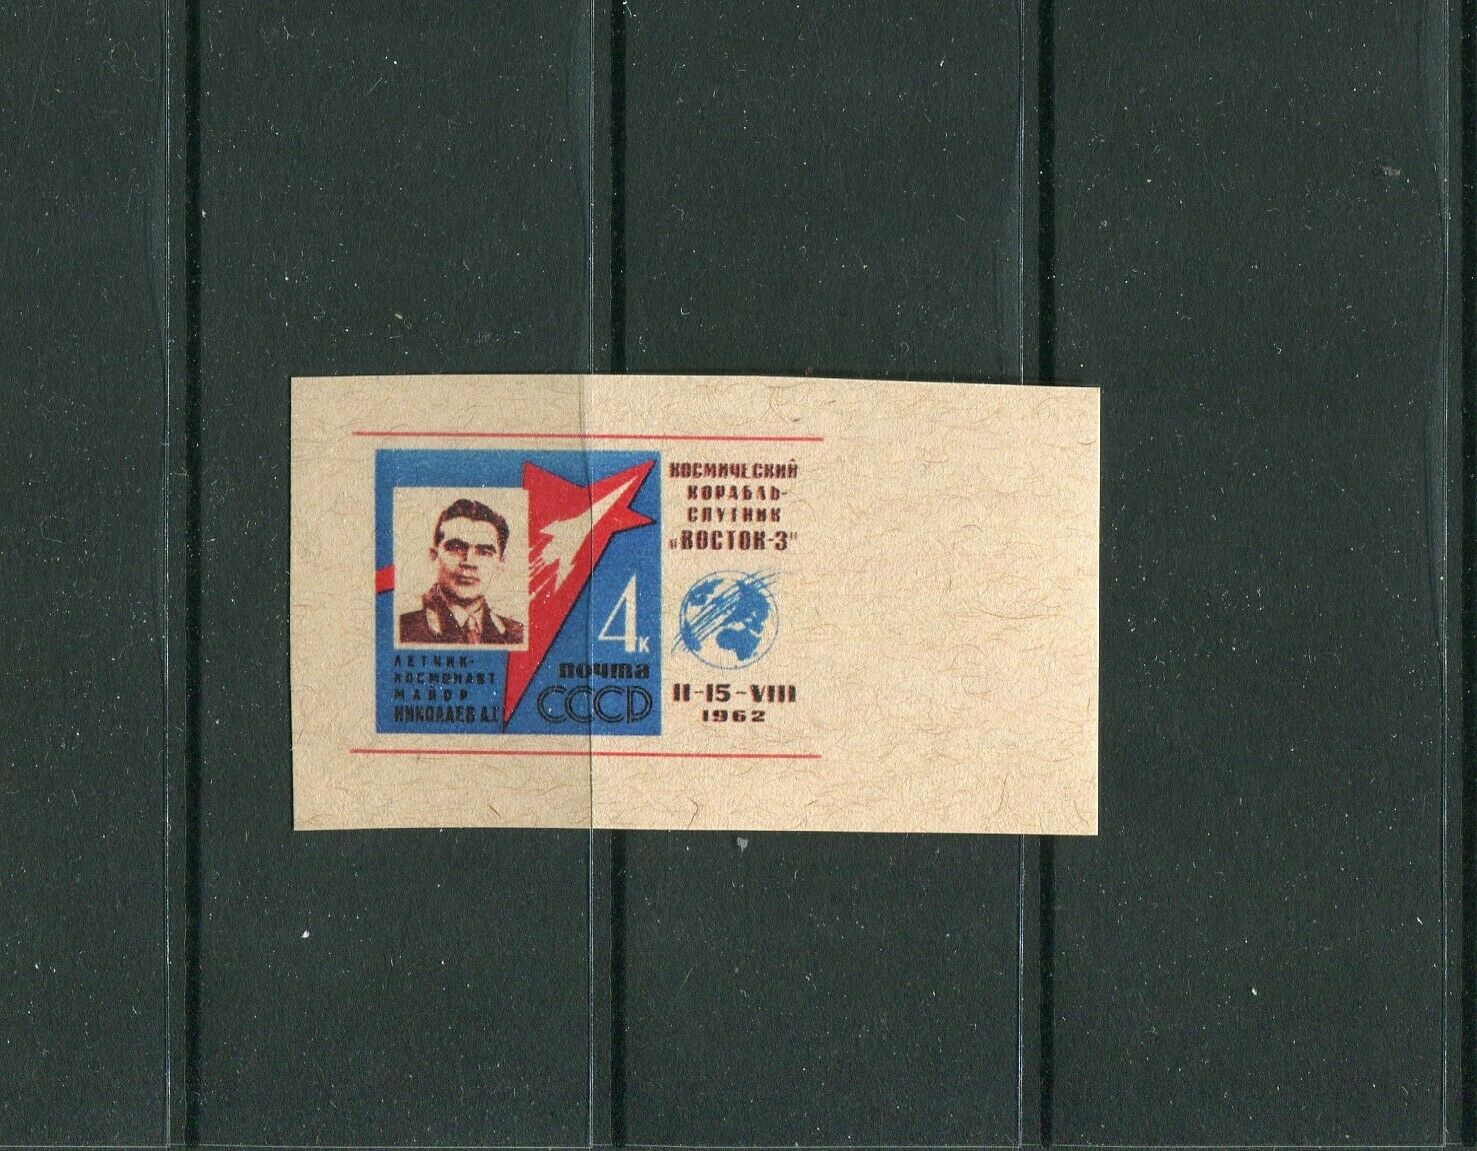 ЛЕТЧИК-
КОСМОНАВТ
МАЙОР
НИКОЛАЕВ А.Г.
4к
почта
СССР
КОСМИЧЕСКИЙ
КОРАБЛЬ-
СПУТНИК
"ВОСТОК-3"
11-15-VIII
1962